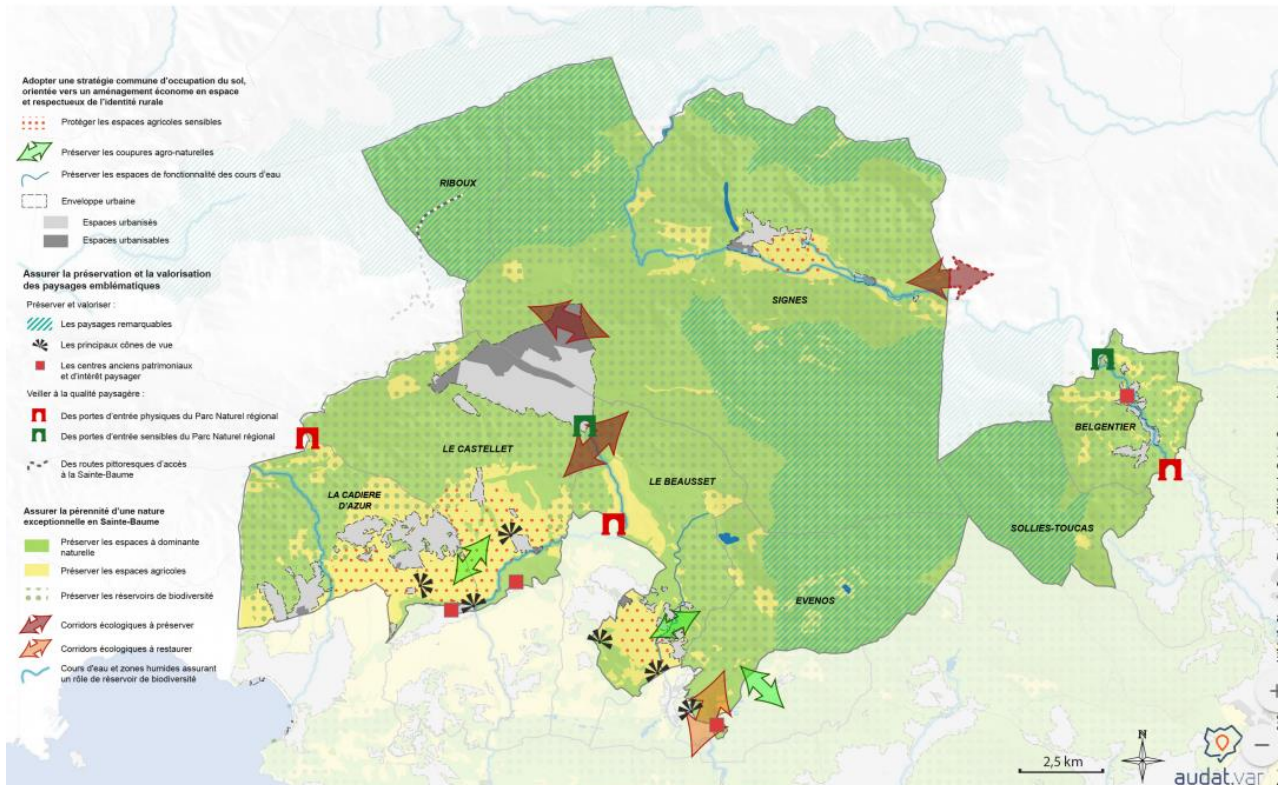 Adopter une stratégie commune d'occupation du sol,
orientée vers un aménagement économe en espace
et respectueux de l'identité rurale
Protéger les espaces agricoles sensibles
Préserver les coupures agro-naturelles
Préserver les espaces de fonctionnalité des cours d'eau
Enveloppe urbaine
Espaces urbanisés
Espaces urbanisables
Assurer la préservation et la valorisation
des paysages emblématiques
Préserver et valoriser :
Les paysages remarquables
Les principaux cônes de vue
Les centres anciens patrimoniaux
et d'intérêt paysager
Veiller à la qualité paysagère :
Des portes d'entrée physiques du Parc Naturel régional
Des portes d'entrée sensibles du Parc Naturel régional
Des routes pittoresques d'accès
à la Sainte-Baume
Assurer la pérennité d'une nature
exceptionnelle en Sainte-Baume
Préserver les espaces à dominante
naturelle
Préserver les espaces agricoles
Préserver les réservoirs de biodiversité
Corridors écologiques à préserver
Corridors écologiques à restaurer
Cours d'eau et zones humides assurant
un rôle de réservoir de biodiversité
RIBOUX
SIGNES
LE CASTELLET
LA CADIERE
D'AZUR
LE BEAUSSET
BELGENTIER
SOLLIES-TOUCAS
EVENOS
2,5 km
N
audat.var
+
−